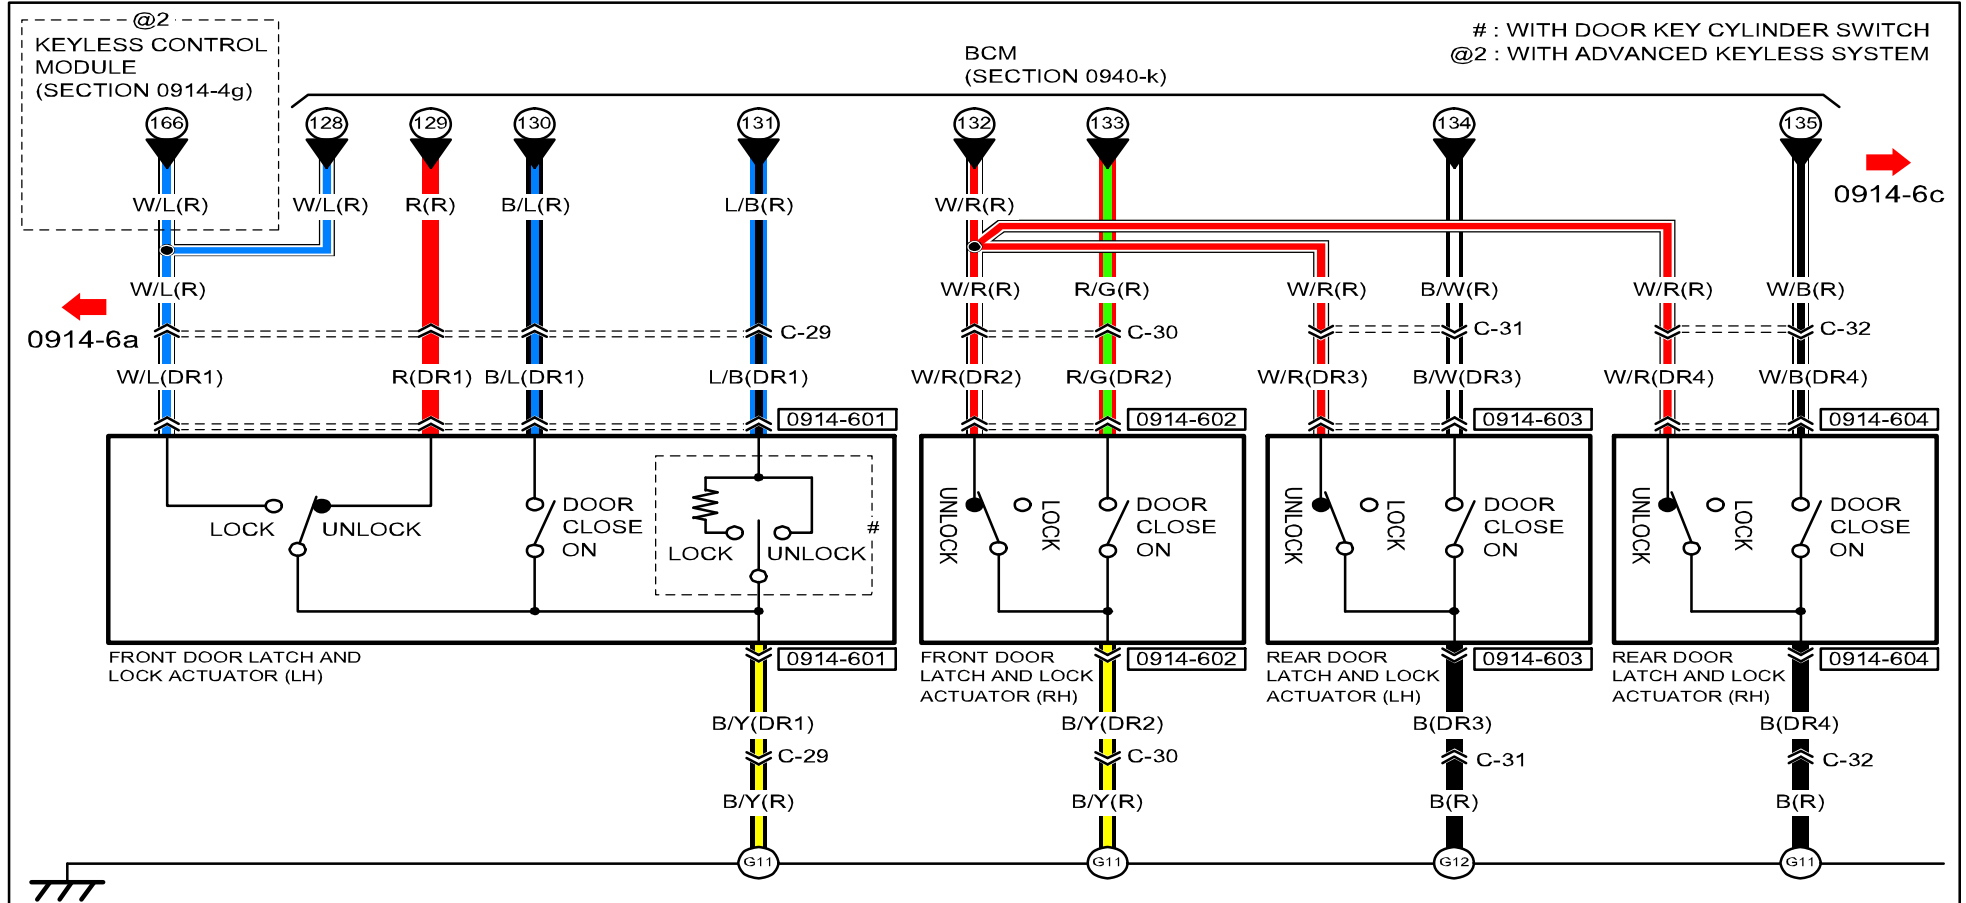 @2
KEYLESS CONTROL
MODULE
(SECTION 0914-4g)
# : WITH DOOR KEY CYLINDER SWITCH
@2 : WITH ADVANCED KEYLESS SYSTEM
BCM
(SECTION 0940-k)
166 128 129 130 131 132 133 134 135
0914-6c
W/L(R) W/L(R) R(R) B/L(R) L/B(R) W/R(R)
W/L(R) W/R(R) R/G(R) W/R(R) B/W(R) W/R(R) W/B(R)
0914-6a
C-29 C-30 C-31 C-32
W/L(DR1) R(DR1) B/L(DR1) L/B(DR1) W/R(DR2) R/G(DR2) W/R(DR3) B/W(DR3) W/R(DR4) W/B(DR4)
0914-601 0914-602 0914-603 0914-604
LOCK UNLOCK
DOOR
CLOSE
ON
LOCK UNLOCK
#
UNLOCK LOCK
DOOR
CLOSE
ON
UNLOCK LOCK
DOOR
CLOSE
ON
UNLOCK LOCK
DOOR
CLOSE
ON
0914-601 0914-602 0914-603 0914-604
FRONT DOOR LATCH AND
LOCK ACTUATOR (LH)
FRONT DOOR
LATCH AND LOCK
ACTUATOR (RH)
REAR DOOR
LATCH AND LOCK
ACTUATOR (LH)
REAR DOOR
LATCH AND LOCK
ACTUATOR (RH)
B/Y(DR1) B/Y(DR2) B(DR3) B(DR4)
C-29 C-30 C-31 C-32
B/Y(R) B/Y(R) B(R) B(R)
G11 G11 G12 G11